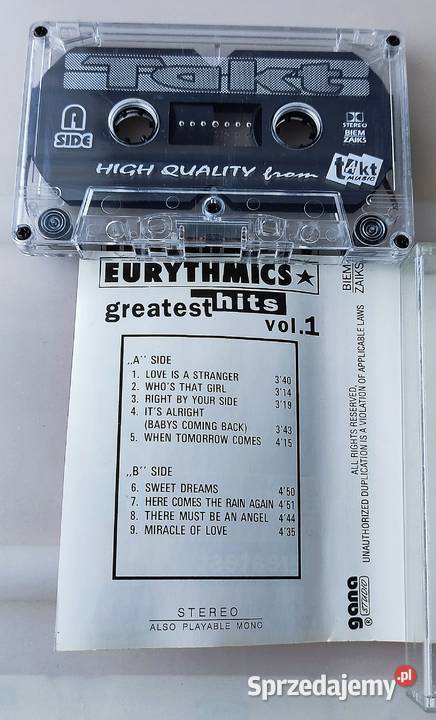 Takt
A
SIDE
STEREO
BIEM
ZAIKS
HIGH QUALITY from
t4kt
MUSIC
EURYTHMICS★
greatest hits
vol.1
BIEM
ZAIKS
„A” SIDE
1. LOVE IS A STRANGER 3'40
2. WHO'S THAT GIRL 3'14
3. RIGHT BY YOUR SIDE 3'19
4. IT'S ALRIGHT
(BABYS COMING BACK) 3'43
5. WHEN TOMORROW COMES 4'15
„B” SIDE
6. SWEET DREAMS 4'50
7. HERE COMES THE RAIN AGAIN 4'51
8. THERE MUST BE AN ANGEL 4'44
9. MIRACLE OF LOVE 4'35
STEREO
ALSO PLAYABLE MONO
ALL RIGHTS RESERVED,
UNAUTHORIZED DUPLICATION IS A VIOLATION OF APPLICABLE LAWS
gana
® STUDIO
Sprzedajemy.pl